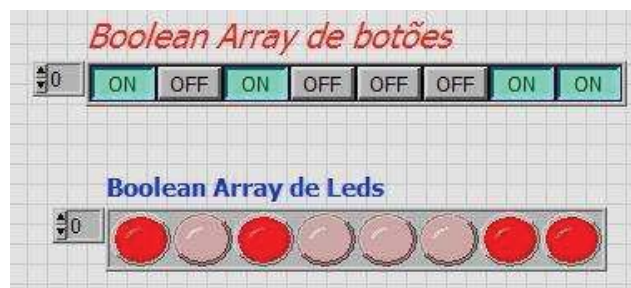 Boolean Array de botões
0 ON OFF ON OFF OFF OFF ON ON
Boolean Array de Leds
0